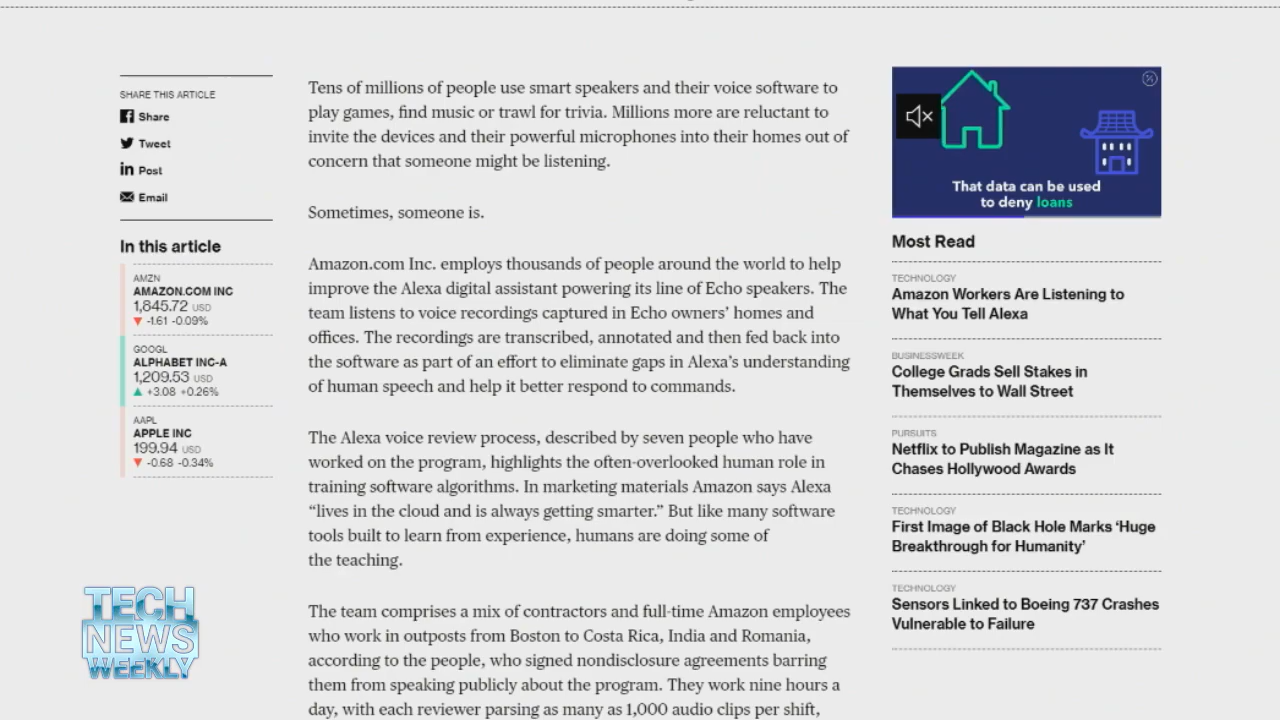 SHARE THIS ARTICLE
Share
Tweet
Post
Email
In this article
AMZN
AMAZON.COM INC
1,845.72 USD
▼ -1.61 -0.09%
GOOGL
ALPHABET INC-A
1,209.53 USD
▲ +3.08 +0.26%
AAPL
APPLE INC
199.94 USD
▼ -0.68 -0.34%
Tens of millions of people use smart speakers and their voice software to
play games, find music or trawl for trivia. Millions more are reluctant to
invite the devices and their powerful microphones into their homes out of
concern that someone might be listening.
Sometimes, someone is.
Amazon.com Inc. employs thousands of people around the world to help
improve the Alexa digital assistant powering its line of Echo speakers. The
team listens to voice recordings captured in Echo owners’ homes and
offices. The recordings are transcribed, annotated and then fed back into
the software as part of an effort to eliminate gaps in Alexa’s understanding
of human speech and help it better respond to commands.
The Alexa voice review process, described by seven people who have
worked on the program, highlights the often-overlooked human role in
training software algorithms. In marketing materials Amazon says Alexa
“lives in the cloud and is always getting smarter.” But like many software
tools built to learn from experience, humans are doing some of
the teaching.
The team comprises a mix of contractors and full-time Amazon employees
who work in outposts from Boston to Costa Rica, India and Romania,
according to the people, who signed nondisclosure agreements barring
them from speaking publicly about the program. They work nine hours a
day, with each reviewer parsing as many as 1,000 audio clips per shift,
That data can be used
to deny loans
Most Read
TECHNOLOGY
Amazon Workers Are Listening to
What You Tell Alexa
BUSINESSWEEK
College Grads Sell Stakes in
Themselves to Wall Street
PURSUITS
Netflix to Publish Magazine as It
Chases Hollywood Awards
TECHNOLOGY
First Image of Black Hole Marks ‘Huge
Breakthrough for Humanity’
TECHNOLOGY
Sensors Linked to Boeing 737 Crashes
Vulnerable to Failure
TECH
NEWS
WEEKLY